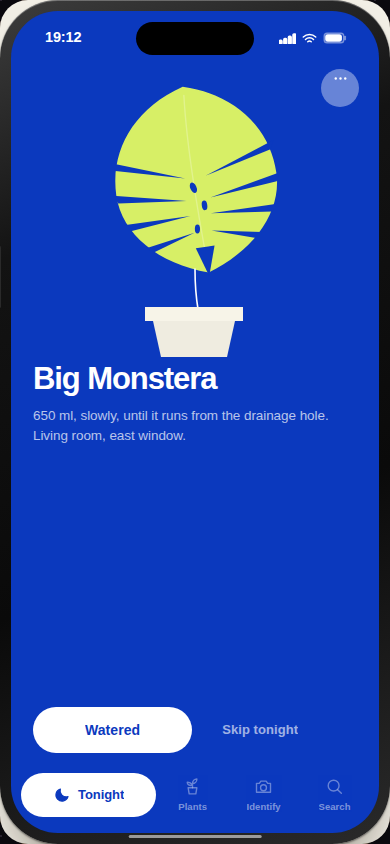 19:12
Big Monstera
650 ml, slowly, until it runs from the drainage hole.
Living room, east window.
Watered
Skip tonight
Tonight
Plants
Identify
Search